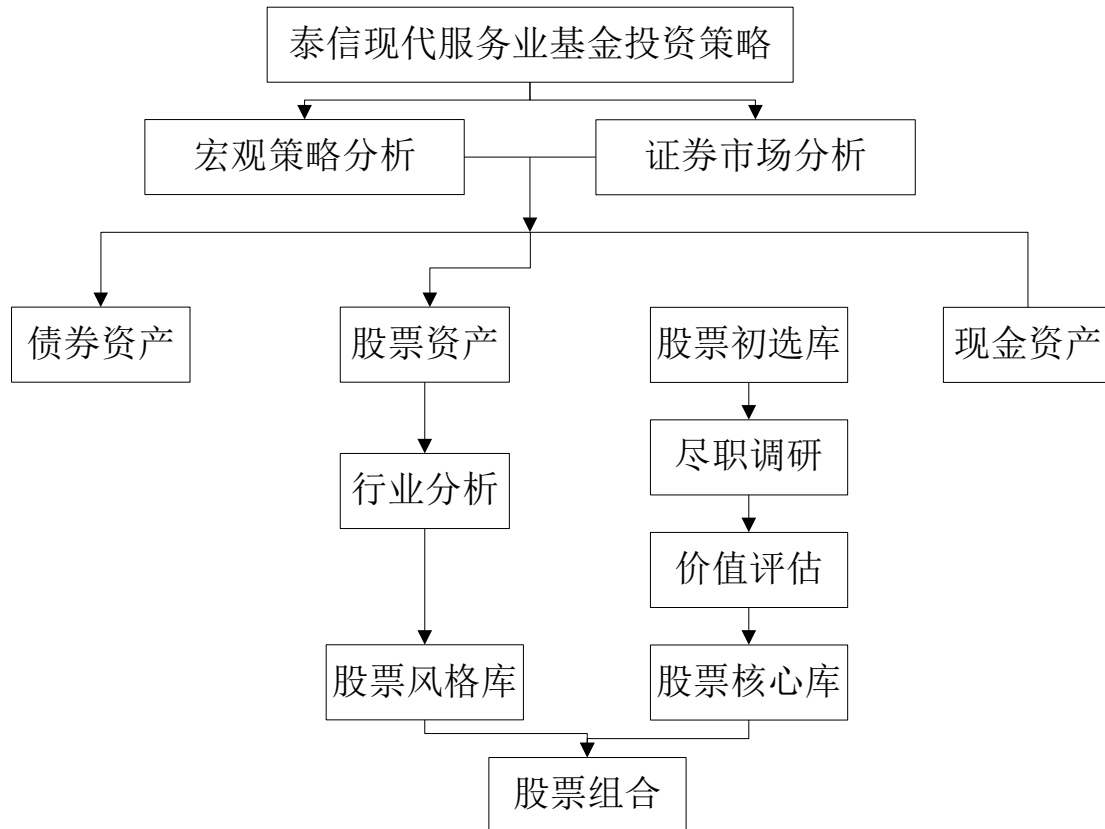 泰信现代服务业基金投资策略
宏观策略分析
证券市场分析
债券资产
股票资产
股票初选库
现金资产
尽职调研
行业分析
价值评估
股票风格库
股票核心库
股票组合